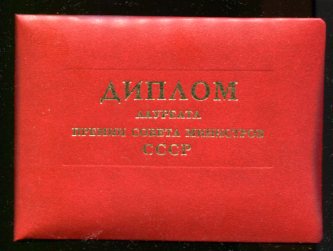 ДИПЛОМ
ЛАУРЕАТА
ПРЕМИИ СОВЕТА МИНИСТРОВ
СССР